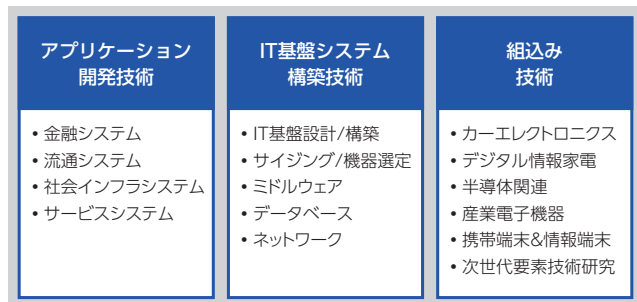 アプリケーション
開発技術
• 金融システム
• 流通システム
• 社会インフラシステム
• サービスシステム
IT基盤システム
構築技術
• IT基盤設計/構築
• サイジング/機器選定
• ミドルウェア
• データベース
• ネットワーク
組込み
技術
• カーエレクトロニクス
• デジタル情報家電
• 半導体関連
• 産業電子機器
• 携帯端末&情報端末
• 次世代要素技術研究